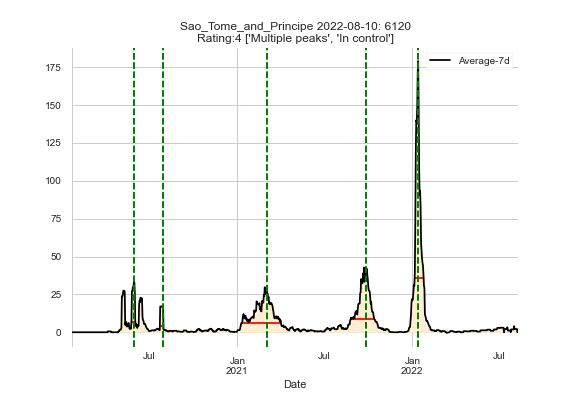 Sao_Tome_and_Principe 2022-08-10: 6120
Rating:4 ['Multiple peaks', 'In control']
Average-7d
175
150
125
100
75
50
25
0
Jul
Jan
2021
Jul
Jan
2022
Jul
Date